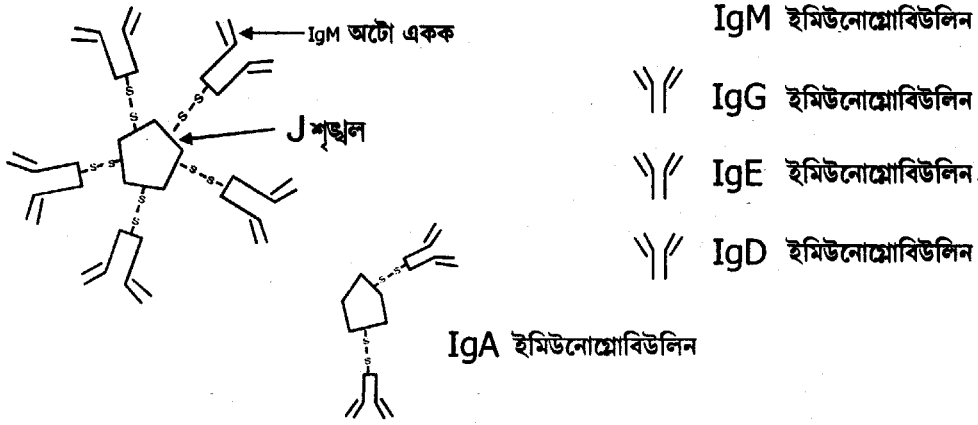 IgM অটো একক
J শৃঙ্খল
IgM ইমিউনোগ্লোবিউলিন
IgG ইমিউনোগ্লোবিউলিন
IgE ইমিউনোগ্লোবিউলিন
IgD ইমিউনোগ্লোবিউলিন
IgA ইমিউনোগ্লোবিউলিন
S
S
S
S
S
S
S
S
S
S
S
S
S
S